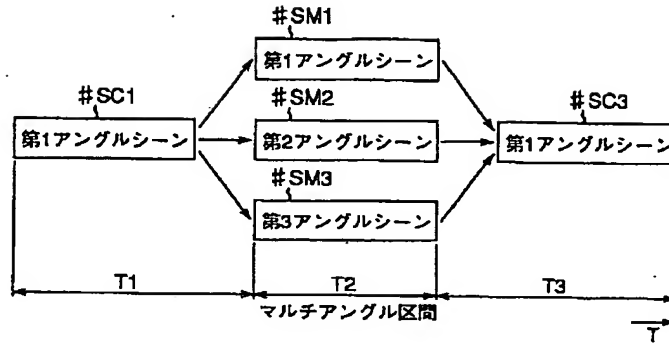 #SM1
第1アングルシーン
#SC1
第1アングルシーン
#SM2
第2アングルシーン
#SC3
第1アングルシーン
#SM3
第3アングルシーン
T1
T2
T3
マルチアングル区間
T